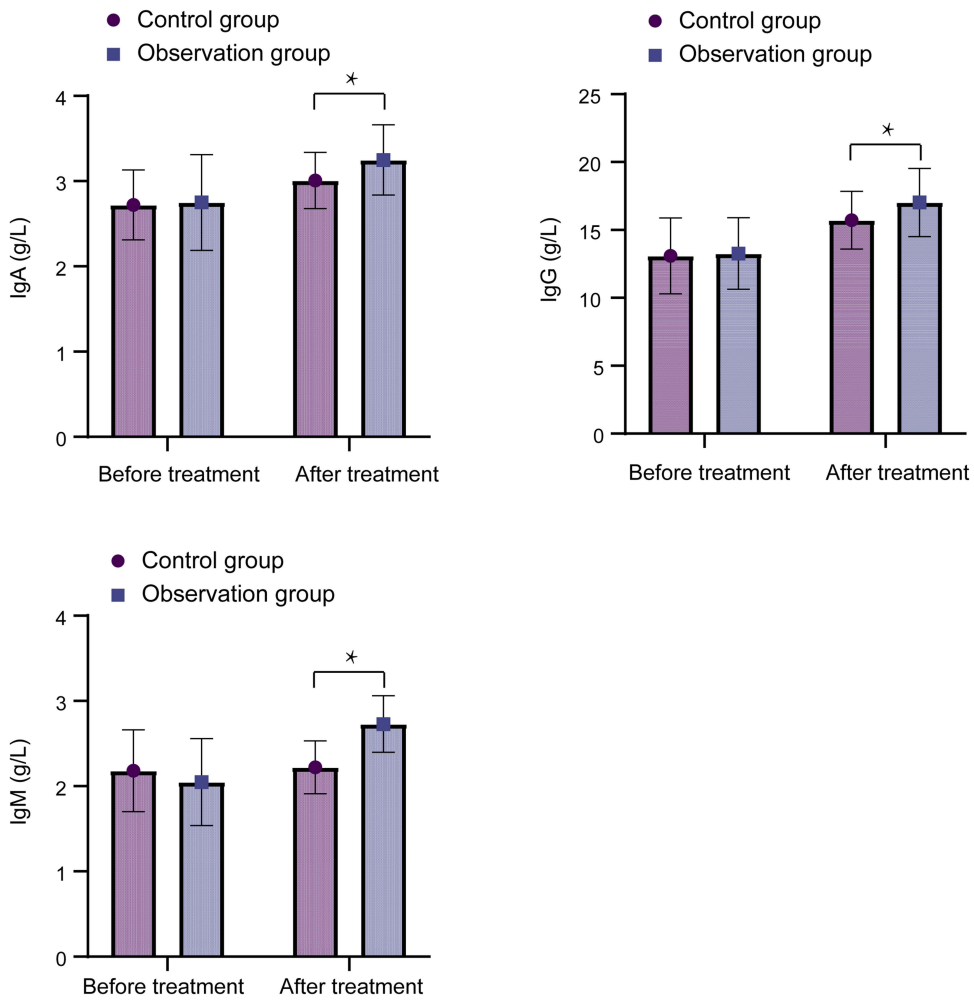 Control group
Observation group
*
IgA (g/L)
4
3
2
1
0
Before treatment
After treatment
Control group
Observation group
*
IgG (g/L)
25
20
15
10
5
0
Before treatment
After treatment
Control group
Observation group
*
IgM (g/L)
4
3
2
1
0
Before treatment
After treatment